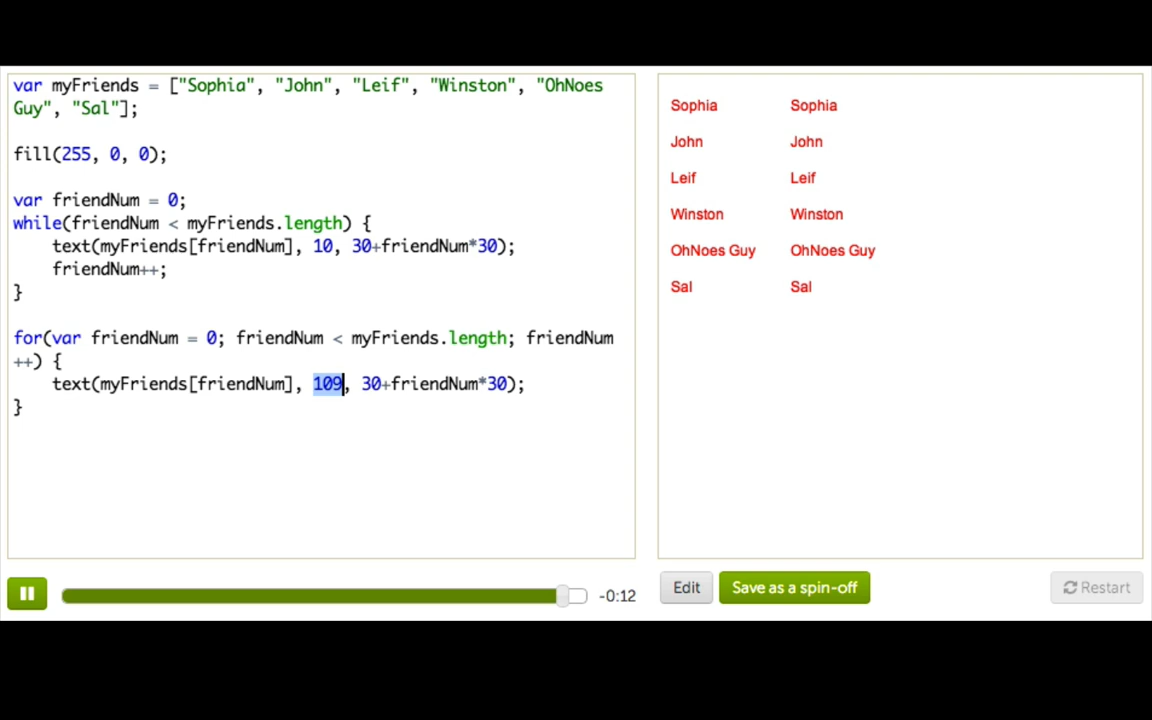 var myFriends = ["Sophia", "John", "Leif", "Winston", "OhNoes
Guy", "Sal"];
fill(255, 0, 0);
var friendNum = 0;
while(friendNum < myFriends.length) {
text(myFriends[friendNum], 10, 30+friendNum*30);
friendNum++;
}
for(var friendNum = 0; friendNum < myFriends.length; friendNum
++) {
text(myFriends[friendNum], 109, 30+friendNum*30);
}
Sophia Sophia
John John
Leif Leif
Winston Winston
OhNoes Guy OhNoes Guy
Sal Sal
-0:12
Edit Save as a spin-off Restart